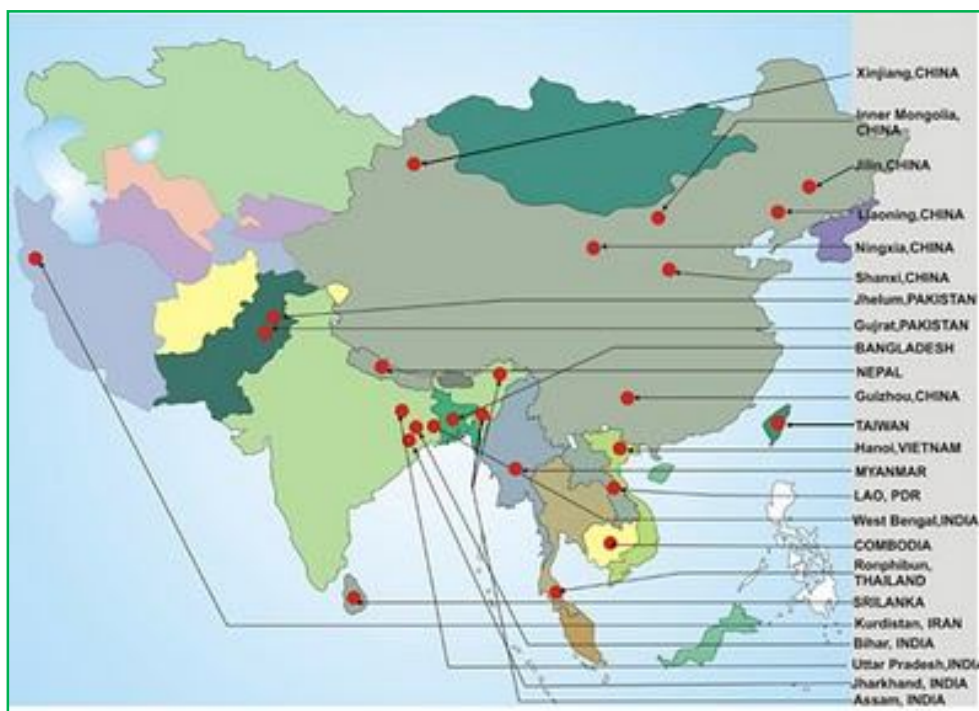 Xinjiang,CHINA
Inner Mongolia,
CHINA
Jilin,CHINA
Liaoning,CHINA
Ningxia,CHINA
Shanxi,CHINA
Jhelum,PAKISTAN
Gujrat,PAKISTAN
BANGLADESH
NEPAL
Guizhou,CHINA
TAIWAN
Hanoi,VIETNAM
MYANMAR
LAO, PDR
West Bengal,INDIA
COMBODIA
Ronphibun,
THAILAND
SRILANKA
Kurdistan, IRAN
Bihar, INDIA
Uttar Pradesh,INDIA
Jharkhand, INDIA
Assam, INDIA